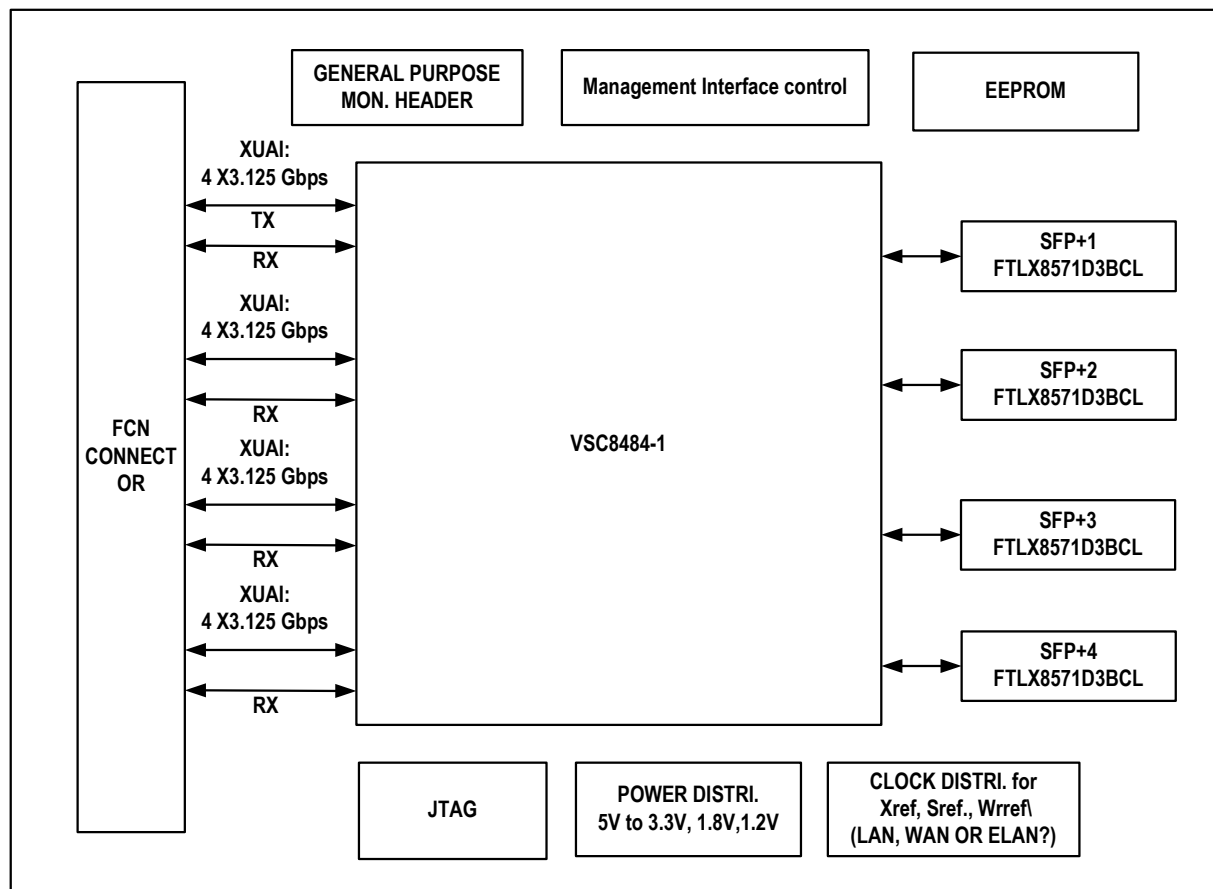 GENERAL PURPOSE
MON. HEADER
Management Interface control
EEPROM
XUAI:
4 X3.125 Gbps
TX
RX
XUAI:
4 X3.125 Gbps
RX
XUAI:
4 X3.125 Gbps
RX
XUAI:
4 X3.125 Gbps
RX
FCN
CONNECT
OR
VSC8484-1
SFP+1
FTLX8571D3BCL
SFP+2
FTLX8571D3BCL
SFP+3
FTLX8571D3BCL
SFP+4
FTLX8571D3BCL
JTAG
POWER DISTRI.
5V to 3.3V, 1.8V,1.2V
CLOCK DISTRI. for
Xref, Sref., Wrref\
(LAN, WAN OR ELAN?)